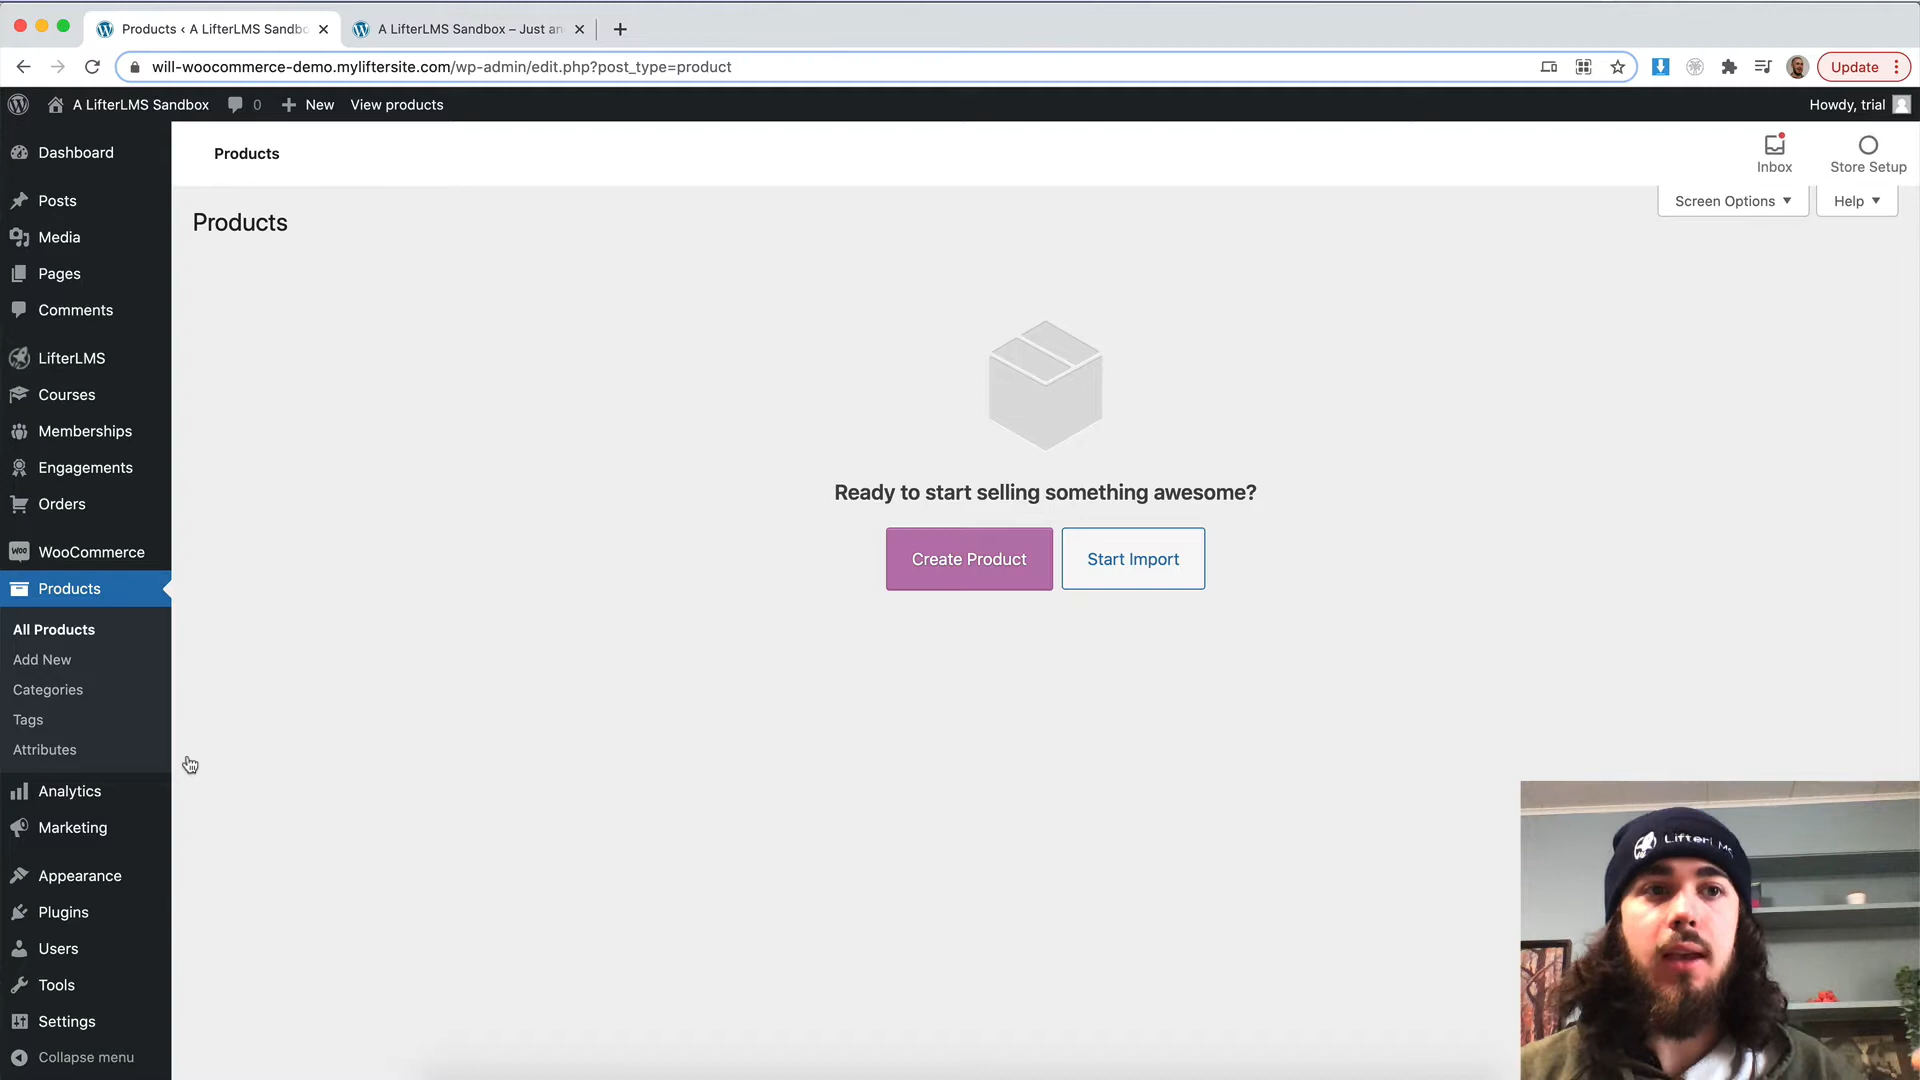 Products ‹ A LifterLMS Sandbo
A LifterLMS Sandbox – Just an
will-woocommerce-demo.myliftersite.com/wp-admin/edit.php?post_type=product
Update
A LifterLMS Sandbox
0
New
View products
Howdy, trial
Dashboard
Posts
Media
Pages
Comments
LifterLMS
Courses
Memberships
Engagements
Orders
Woo
WooCommerce
Products
All Products
Add New
Categories
Tags
Attributes
Analytics
Marketing
Appearance
Plugins
Users
Tools
Settings
Collapse menu
Products
Inbox
Store Setup
Screen Options
Help
Products
Ready to start selling something awesome?
Create Product
Start Import
LifterLMS